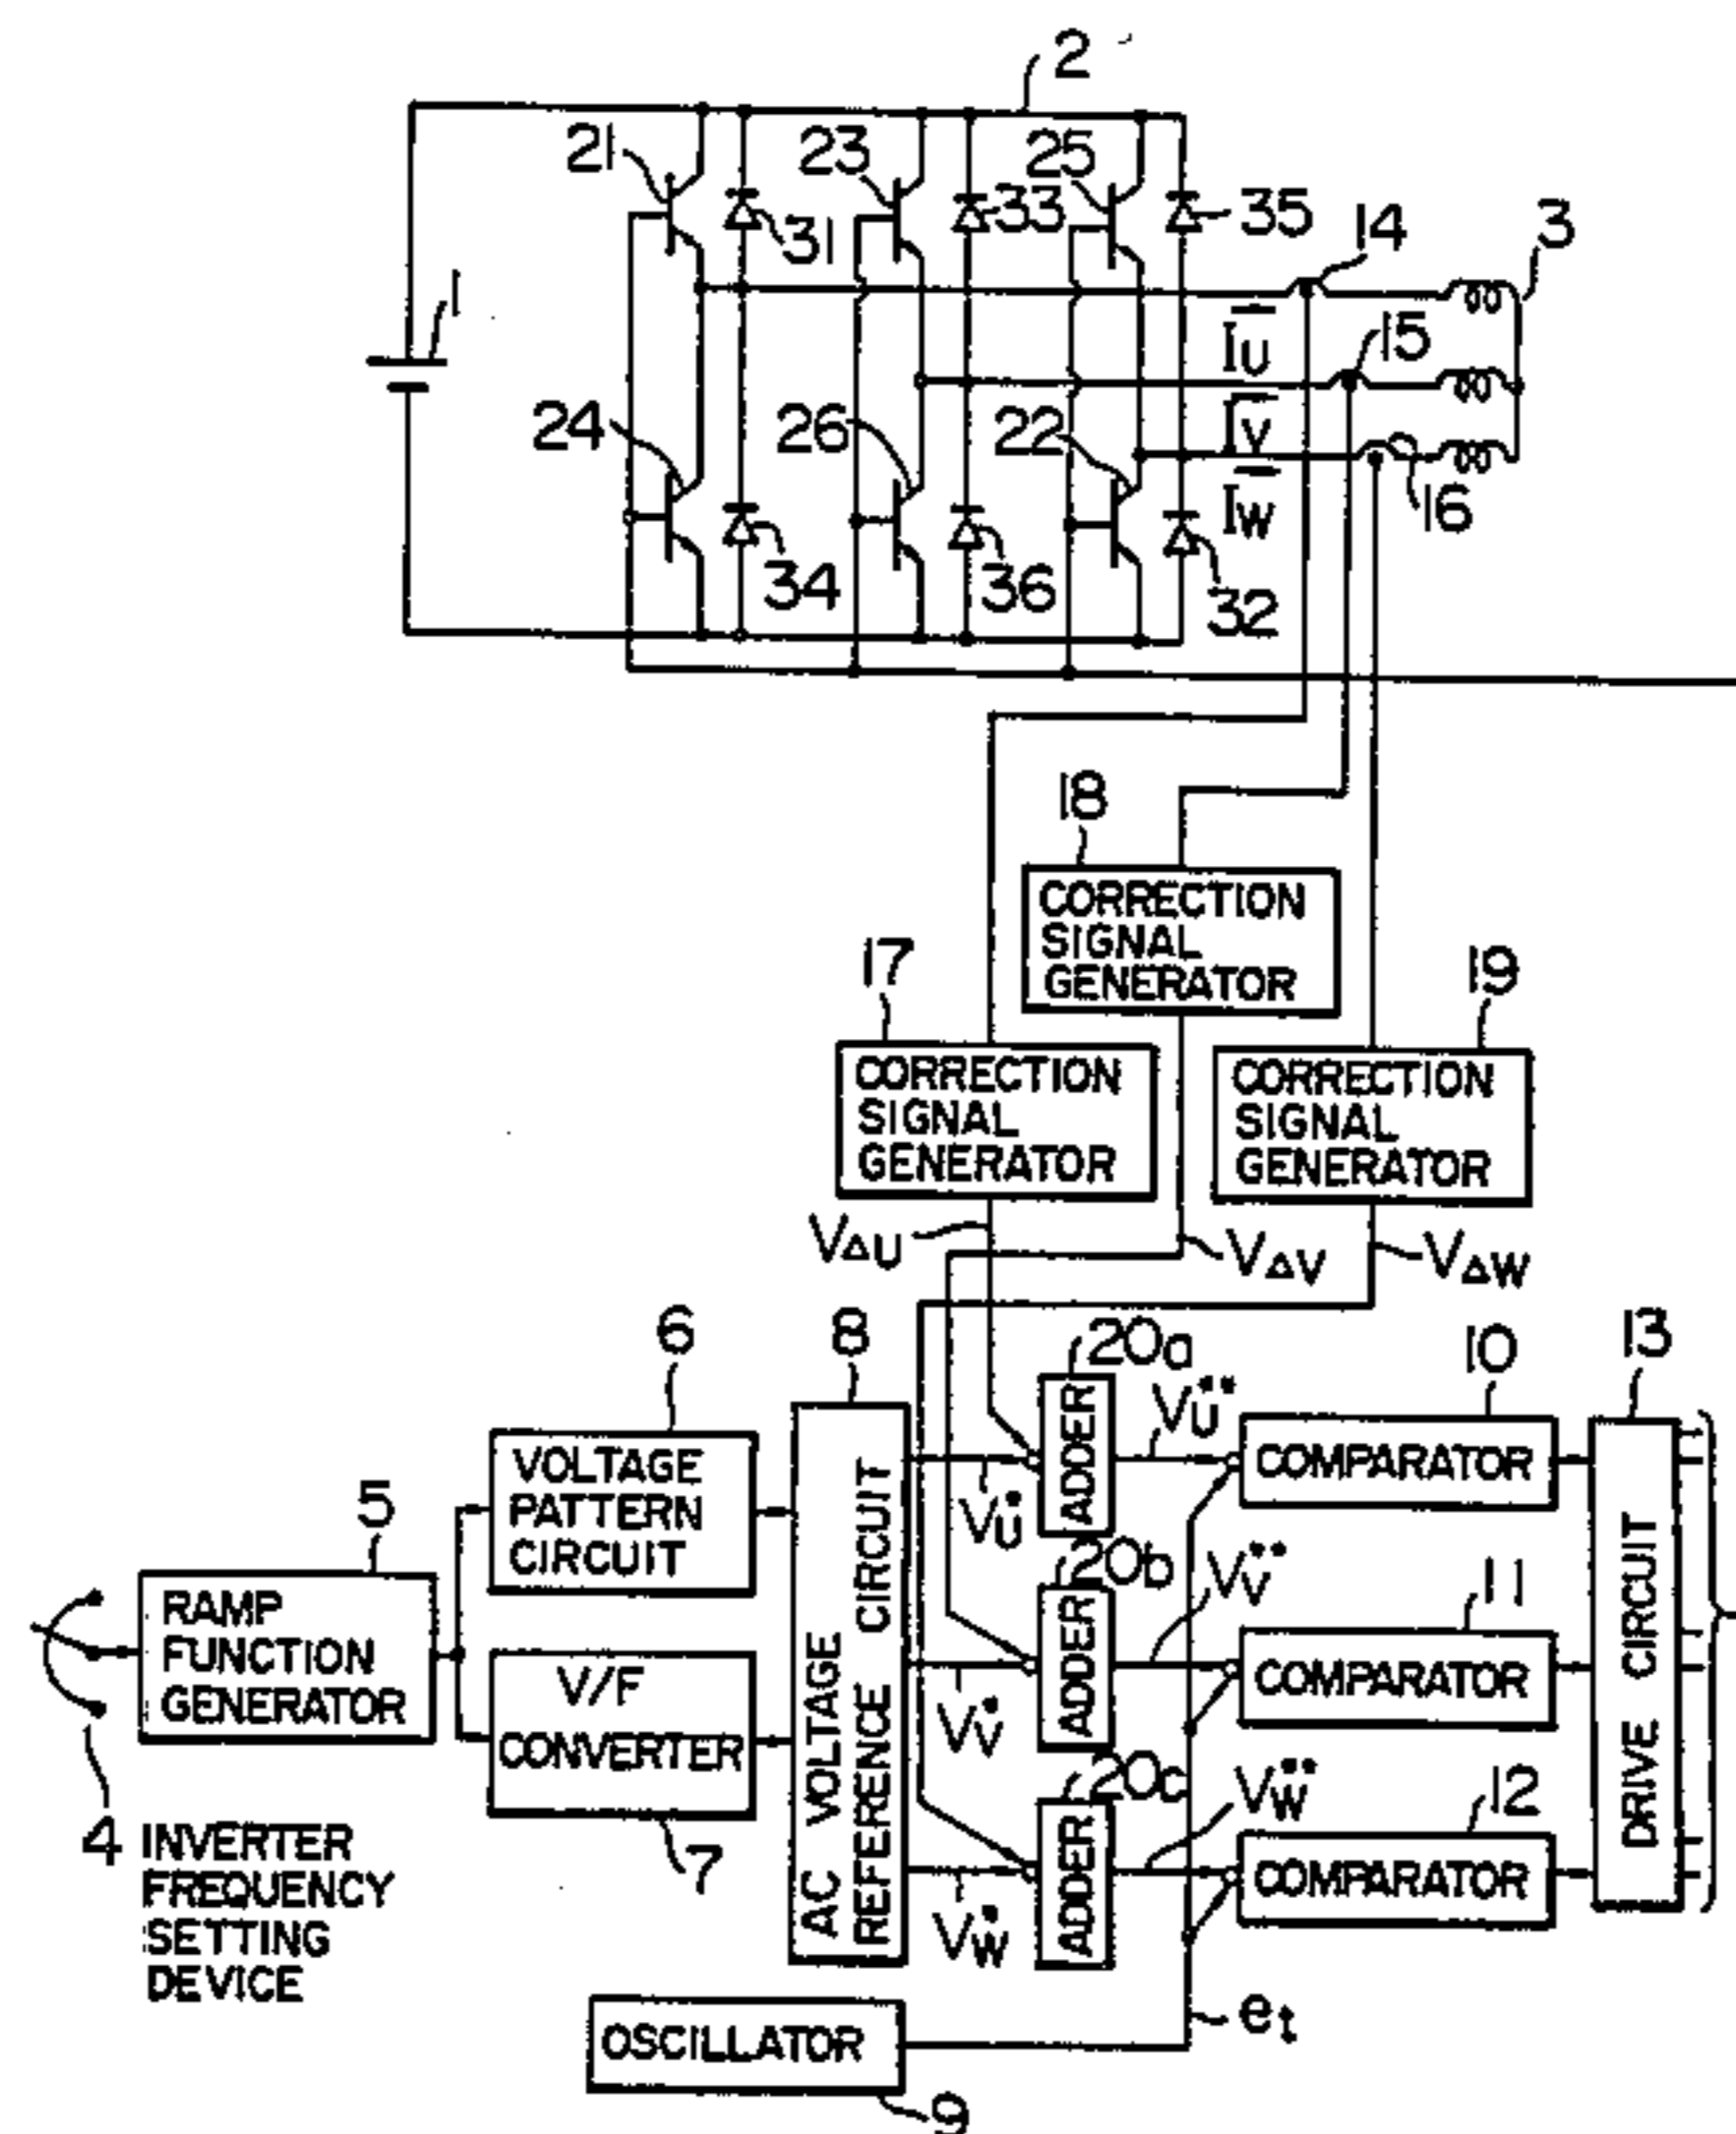 2
21
23
25
31
33
35
14
3
1
I̅U
15
24
26
22
I̅V
I̅W
16
34
36
32
18
CORRECTION
SIGNAL
GENERATOR
17
19
CORRECTION
SIGNAL
GENERATOR
CORRECTION
SIGNAL
GENERATOR
VΔU
VΔV
VΔW
6
8
20a
10
13
VOLTAGE
PATTERN
CIRCUIT
AC VOLTAGE
REFERENCE CIRCUIT
ADDER
VU**
COMPARATOR
DRIVE CIRCUIT
VU*
5
20b
VV**
11
RAMP
FUNCTION
GENERATOR
V/F
CONVERTER
ADDER
COMPARATOR
VV*
20c
VW**
12
4 INVERTER
FREQUENCY
SETTING
DEVICE
7
ADDER
COMPARATOR
VW*
OSCILLATOR
et
9